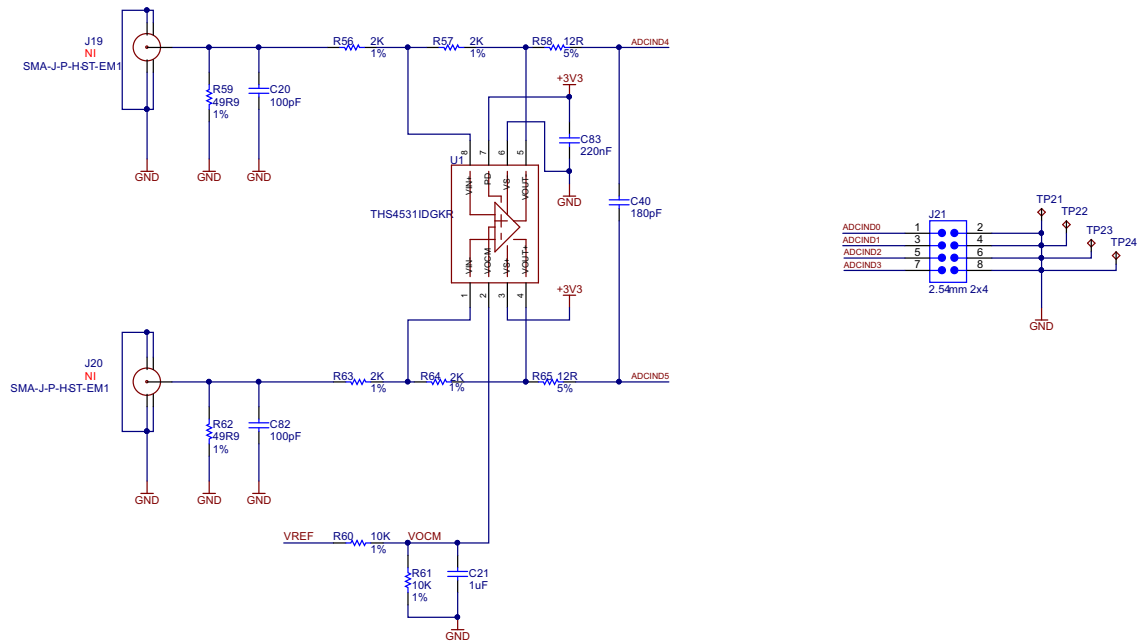 J19
NI
SMA-J-P-H-ST-EM1
R59
49R9
1%
C20
100pF
GND
GND
GND
R56
2K
1%
R57
2K
1%
R58
12R
5%
ADCIND4
+3V3
C83
220nF
GND
C40
180pF
U1
8
7
6
5
VIN+
PD
VS
VOUT
THS4531IDGKR
VIN
VOCM
VS+
VOUT+
1
2
3
4
+3V3
J20
NI
SMA-J-P-H-ST-EM1
R62
49R9
1%
C82
100pF
GND
GND
GND
R63
2K
1%
R64
2K
1%
R65
12R
5%
ADCIND5
VREF
R60
10K
1%
VOCM
R61
10K
1%
C21
1uF
GND
J21
ADCIND0
1
2
ADCIND1
3
4
ADCIND2
5
6
ADCIND3
7
8
2.54mm 2x4
TP21
TP22
TP23
TP24
GND